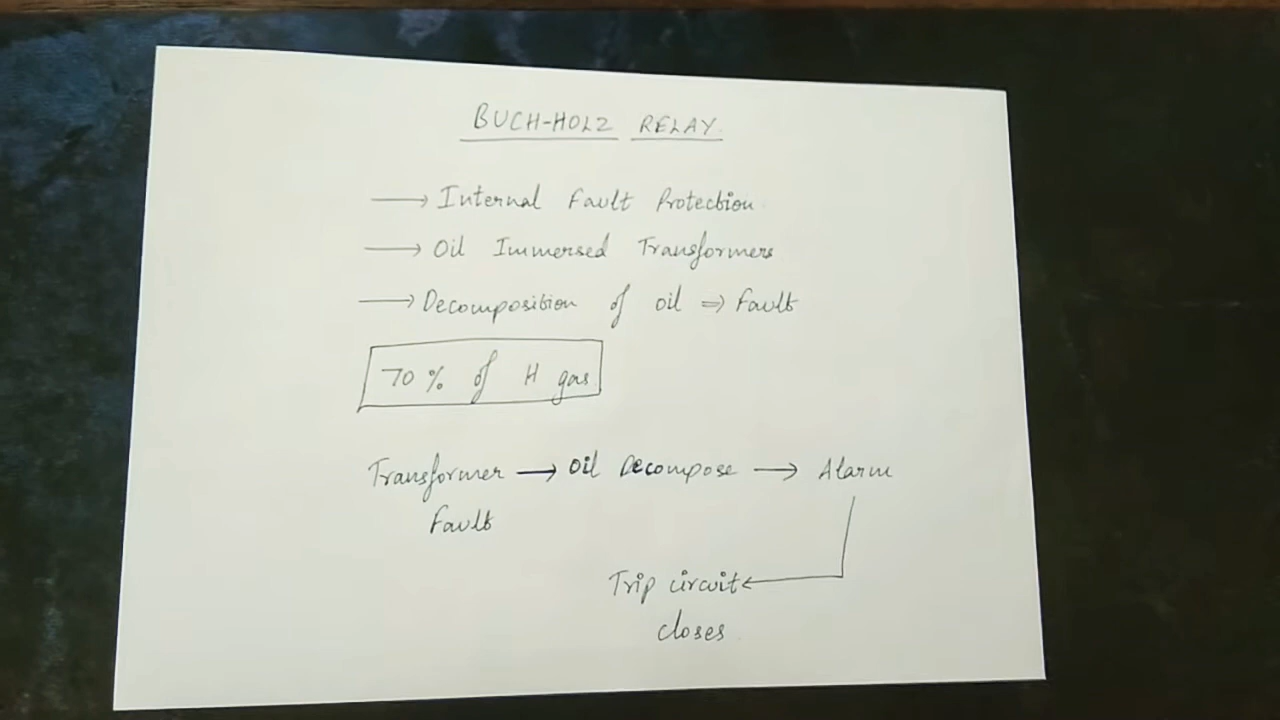 BUCH-HOLZ RELAY
→ Internal Fault Protection
→ Oil Immersed Transformers
→ Decomposition of oil ⇒ Fault
70 % of H gas
Transformer → Oil Decompose → Alarm
Fault
Trip circuit ←
closes